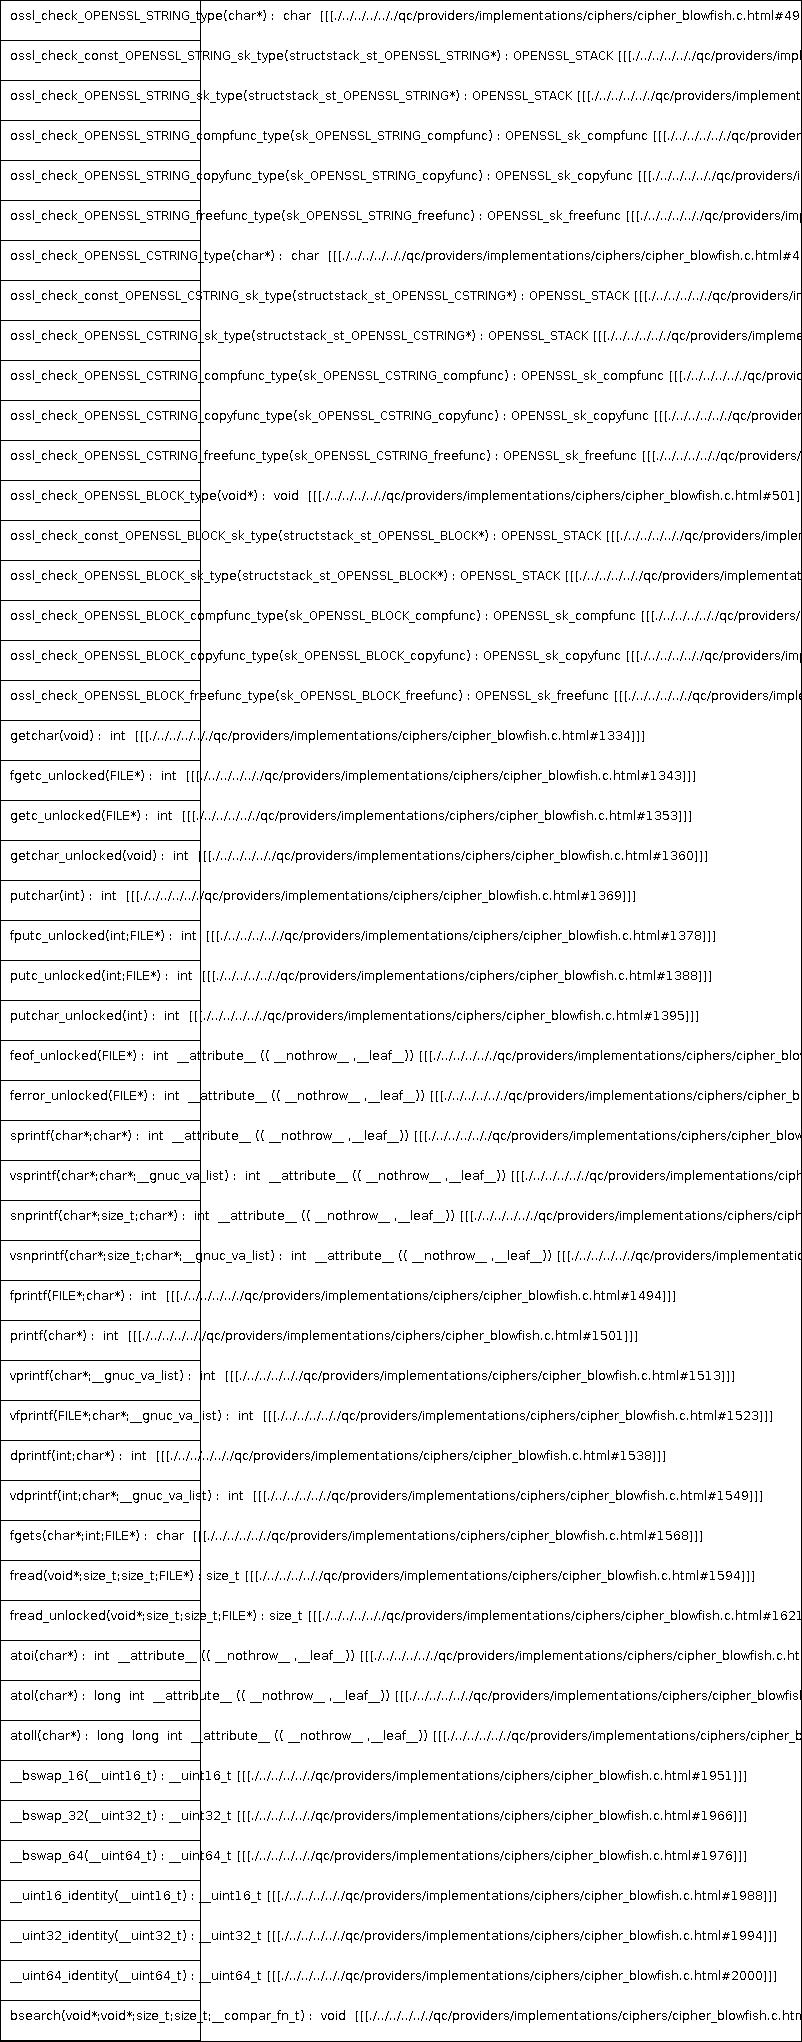 ossl_check_OPENSSL_STRING_type(char*) : char [[[./../../../../qc/providers/implementations/ciphers/cipher_blowfish.c.html#49
ossl_check_const_OPENSSL_STRING_sk_type(structstack_st_OPENSSL_STRING*) : OPENSSL_STACK [[[./../../../../qc/providers/impl
ossl_check_OPENSSL_STRING_sk_type(structstack_st_OPENSSL_STRING*) : OPENSSL_STACK [[[./../../../../qc/providers/implement
ossl_check_OPENSSL_STRING_compfunc_type(sk_OPENSSL_STRING_compfunc) : OPENSSL_sk_compfunc [[[./../../../../qc/provider
ossl_check_OPENSSL_STRING_copyfunc_type(sk_OPENSSL_STRING_copyfunc) : OPENSSL_sk_copyfunc [[[./../../../../qc/providers/i
ossl_check_OPENSSL_STRING_freefunc_type(sk_OPENSSL_STRING_freefunc) : OPENSSL_sk_freefunc [[[./../../../../qc/providers/im
ossl_check_OPENSSL_CSTRING_type(char*) : char [[[./../../../../qc/providers/implementations/ciphers/cipher_blowfish.c.html#4
ossl_check_const_OPENSSL_CSTRING_sk_type(structstack_st_OPENSSL_CSTRING*) : OPENSSL_STACK [[[./../../../../qc/providers/i
ossl_check_OPENSSL_CSTRING_sk_type(structstack_st_OPENSSL_CSTRING*) : OPENSSL_STACK [[[./../../../../qc/providers/impleme
ossl_check_OPENSSL_CSTRING_compfunc_type(sk_OPENSSL_CSTRING_compfunc) : OPENSSL_sk_compfunc [[[./../../../../qc/provid
ossl_check_OPENSSL_CSTRING_copyfunc_type(sk_OPENSSL_CSTRING_copyfunc) : OPENSSL_sk_copyfunc [[[./../../../../qc/provider
ossl_check_OPENSSL_CSTRING_freefunc_type(sk_OPENSSL_CSTRING_freefunc) : OPENSSL_sk_freefunc [[[./../../../../qc/providers/
ossl_check_OPENSSL_BLOCK_type(void*) : void [[[./../../../../qc/providers/implementations/ciphers/cipher_blowfish.c.html#501]
ossl_check_const_OPENSSL_BLOCK_sk_type(structstack_st_OPENSSL_BLOCK*) : OPENSSL_STACK [[[./../../../../qc/providers/implem
ossl_check_OPENSSL_BLOCK_sk_type(structstack_st_OPENSSL_BLOCK*) : OPENSSL_STACK [[[./../../../../qc/providers/implementat
ossl_check_OPENSSL_BLOCK_compfunc_type(sk_OPENSSL_BLOCK_compfunc) : OPENSSL_sk_compfunc [[[./../../../../qc/providers/
ossl_check_OPENSSL_BLOCK_copyfunc_type(sk_OPENSSL_BLOCK_copyfunc) : OPENSSL_sk_copyfunc [[[./../../../../qc/providers/im
ossl_check_OPENSSL_BLOCK_freefunc_type(sk_OPENSSL_BLOCK_freefunc) : OPENSSL_sk_freefunc [[[./../../../../qc/providers/imple
getchar(void) : int [[[./../../../../qc/providers/implementations/ciphers/cipher_blowfish.c.html#1334]]]
fgetc_unlocked(FILE*) : int [[[./../../../../qc/providers/implementations/ciphers/cipher_blowfish.c.html#1343]]]
getc_unlocked(FILE*) : int [[[./../../../../qc/providers/implementations/ciphers/cipher_blowfish.c.html#1353]]]
getchar_unlocked(void) : int [[[./../../../../qc/providers/implementations/ciphers/cipher_blowfish.c.html#1360]]]
putchar(int) : int [[[./../../../../qc/providers/implementations/ciphers/cipher_blowfish.c.html#1369]]]
fputc_unlocked(int;FILE*) : int [[[./../../../../qc/providers/implementations/ciphers/cipher_blowfish.c.html#1378]]]
putc_unlocked(int;FILE*) : int [[[./../../../../qc/providers/implementations/ciphers/cipher_blowfish.c.html#1388]]]
putchar_unlocked(int) : int [[[./../../../../qc/providers/implementations/ciphers/cipher_blowfish.c.html#1395]]]
feof_unlocked(FILE*) : int __attribute__ (( __nothrow__ ,__leaf__)) [[[./../../../../qc/providers/implementations/ciphers/cipher_blo
ferror_unlocked(FILE*) : int __attribute__ (( __nothrow__ ,__leaf__)) [[[./../../../../qc/providers/implementations/ciphers/cipher_b
sprintf(char*;char*) : int __attribute__ (( __nothrow__ ,__leaf__)) [[[./../../../../qc/providers/implementations/ciphers/cipher_blow
vsprintf(char*;char*;__gnuc_va_list) : int __attribute__ (( __nothrow__ ,__leaf__)) [[[./../../../../qc/providers/implementations/ciph
snprintf(char*;size_t;char*) : int __attribute__ (( __nothrow__ ,__leaf__)) [[[./../../../../qc/providers/implementations/ciphers/ciph
vsnprintf(char*;size_t;char*;__gnuc_va_list) : int __attribute__ (( __nothrow__ ,__leaf__)) [[[./../../../../qc/providers/implementatio
fprintf(FILE*;char*) : int [[[./../../../../qc/providers/implementations/ciphers/cipher_blowfish.c.html#1494]]]
printf(char*) : int [[[./../../../../qc/providers/implementations/ciphers/cipher_blowfish.c.html#1501]]]
vprintf(char*;__gnuc_va_list) : int [[[./../../../../qc/providers/implementations/ciphers/cipher_blowfish.c.html#1513]]]
vfprintf(FILE*;char*;__gnuc_va_list) : int [[[./../../../../qc/providers/implementations/ciphers/cipher_blowfish.c.html#1523]]]
dprintf(int;char*) : int [[[./../../../../qc/providers/implementations/ciphers/cipher_blowfish.c.html#1538]]]
vdprintf(int;char*;__gnuc_va_list) : int [[[./../../../../qc/providers/implementations/ciphers/cipher_blowfish.c.html#1549]]]
fgets(char*;int;FILE*) : char [[[./../../../../qc/providers/implementations/ciphers/cipher_blowfish.c.html#1568]]]
fread(void*;size_t;size_t;FILE*) : size_t [[[./../../../../qc/providers/implementations/ciphers/cipher_blowfish.c.html#1594]]]
fread_unlocked(void*;size_t;size_t;FILE*) : size_t [[[./../../../../qc/providers/implementations/ciphers/cipher_blowfish.c.html#1621
atoi(char*) : int __attribute__ (( __nothrow__ ,__leaf__)) [[[./../../../../qc/providers/implementations/ciphers/cipher_blowfish.c.ht
atol(char*) : long int __attribute__ (( __nothrow__ ,__leaf__)) [[[./../../../../qc/providers/implementations/ciphers/cipher_blowfis
atoll(char*) : long long int __attribute__ (( __nothrow__ ,__leaf__)) [[[./../../../../qc/providers/implementations/ciphers/cipher_b
__bswap_16(__uint16_t) : __uint16_t [[[./../../../../qc/providers/implementations/ciphers/cipher_blowfish.c.html#1951]]]
__bswap_32(__uint32_t) : __uint32_t [[[./../../../../qc/providers/implementations/ciphers/cipher_blowfish.c.html#1966]]]
__bswap_64(__uint64_t) : __uint64_t [[[./../../../../qc/providers/implementations/ciphers/cipher_blowfish.c.html#1976]]]
__uint16_identity(__uint16_t) : __uint16_t [[[./../../../../qc/providers/implementations/ciphers/cipher_blowfish.c.html#1988]]]
__uint32_identity(__uint32_t) : __uint32_t [[[./../../../../qc/providers/implementations/ciphers/cipher_blowfish.c.html#1994]]]
__uint64_identity(__uint64_t) : __uint64_t [[[./../../../../qc/providers/implementations/ciphers/cipher_blowfish.c.html#2000]]]
bsearch(void*;void*;size_t;size_t;__compar_fn_t) : void [[[./../../../../qc/providers/implementations/ciphers/cipher_blowfish.c.htm